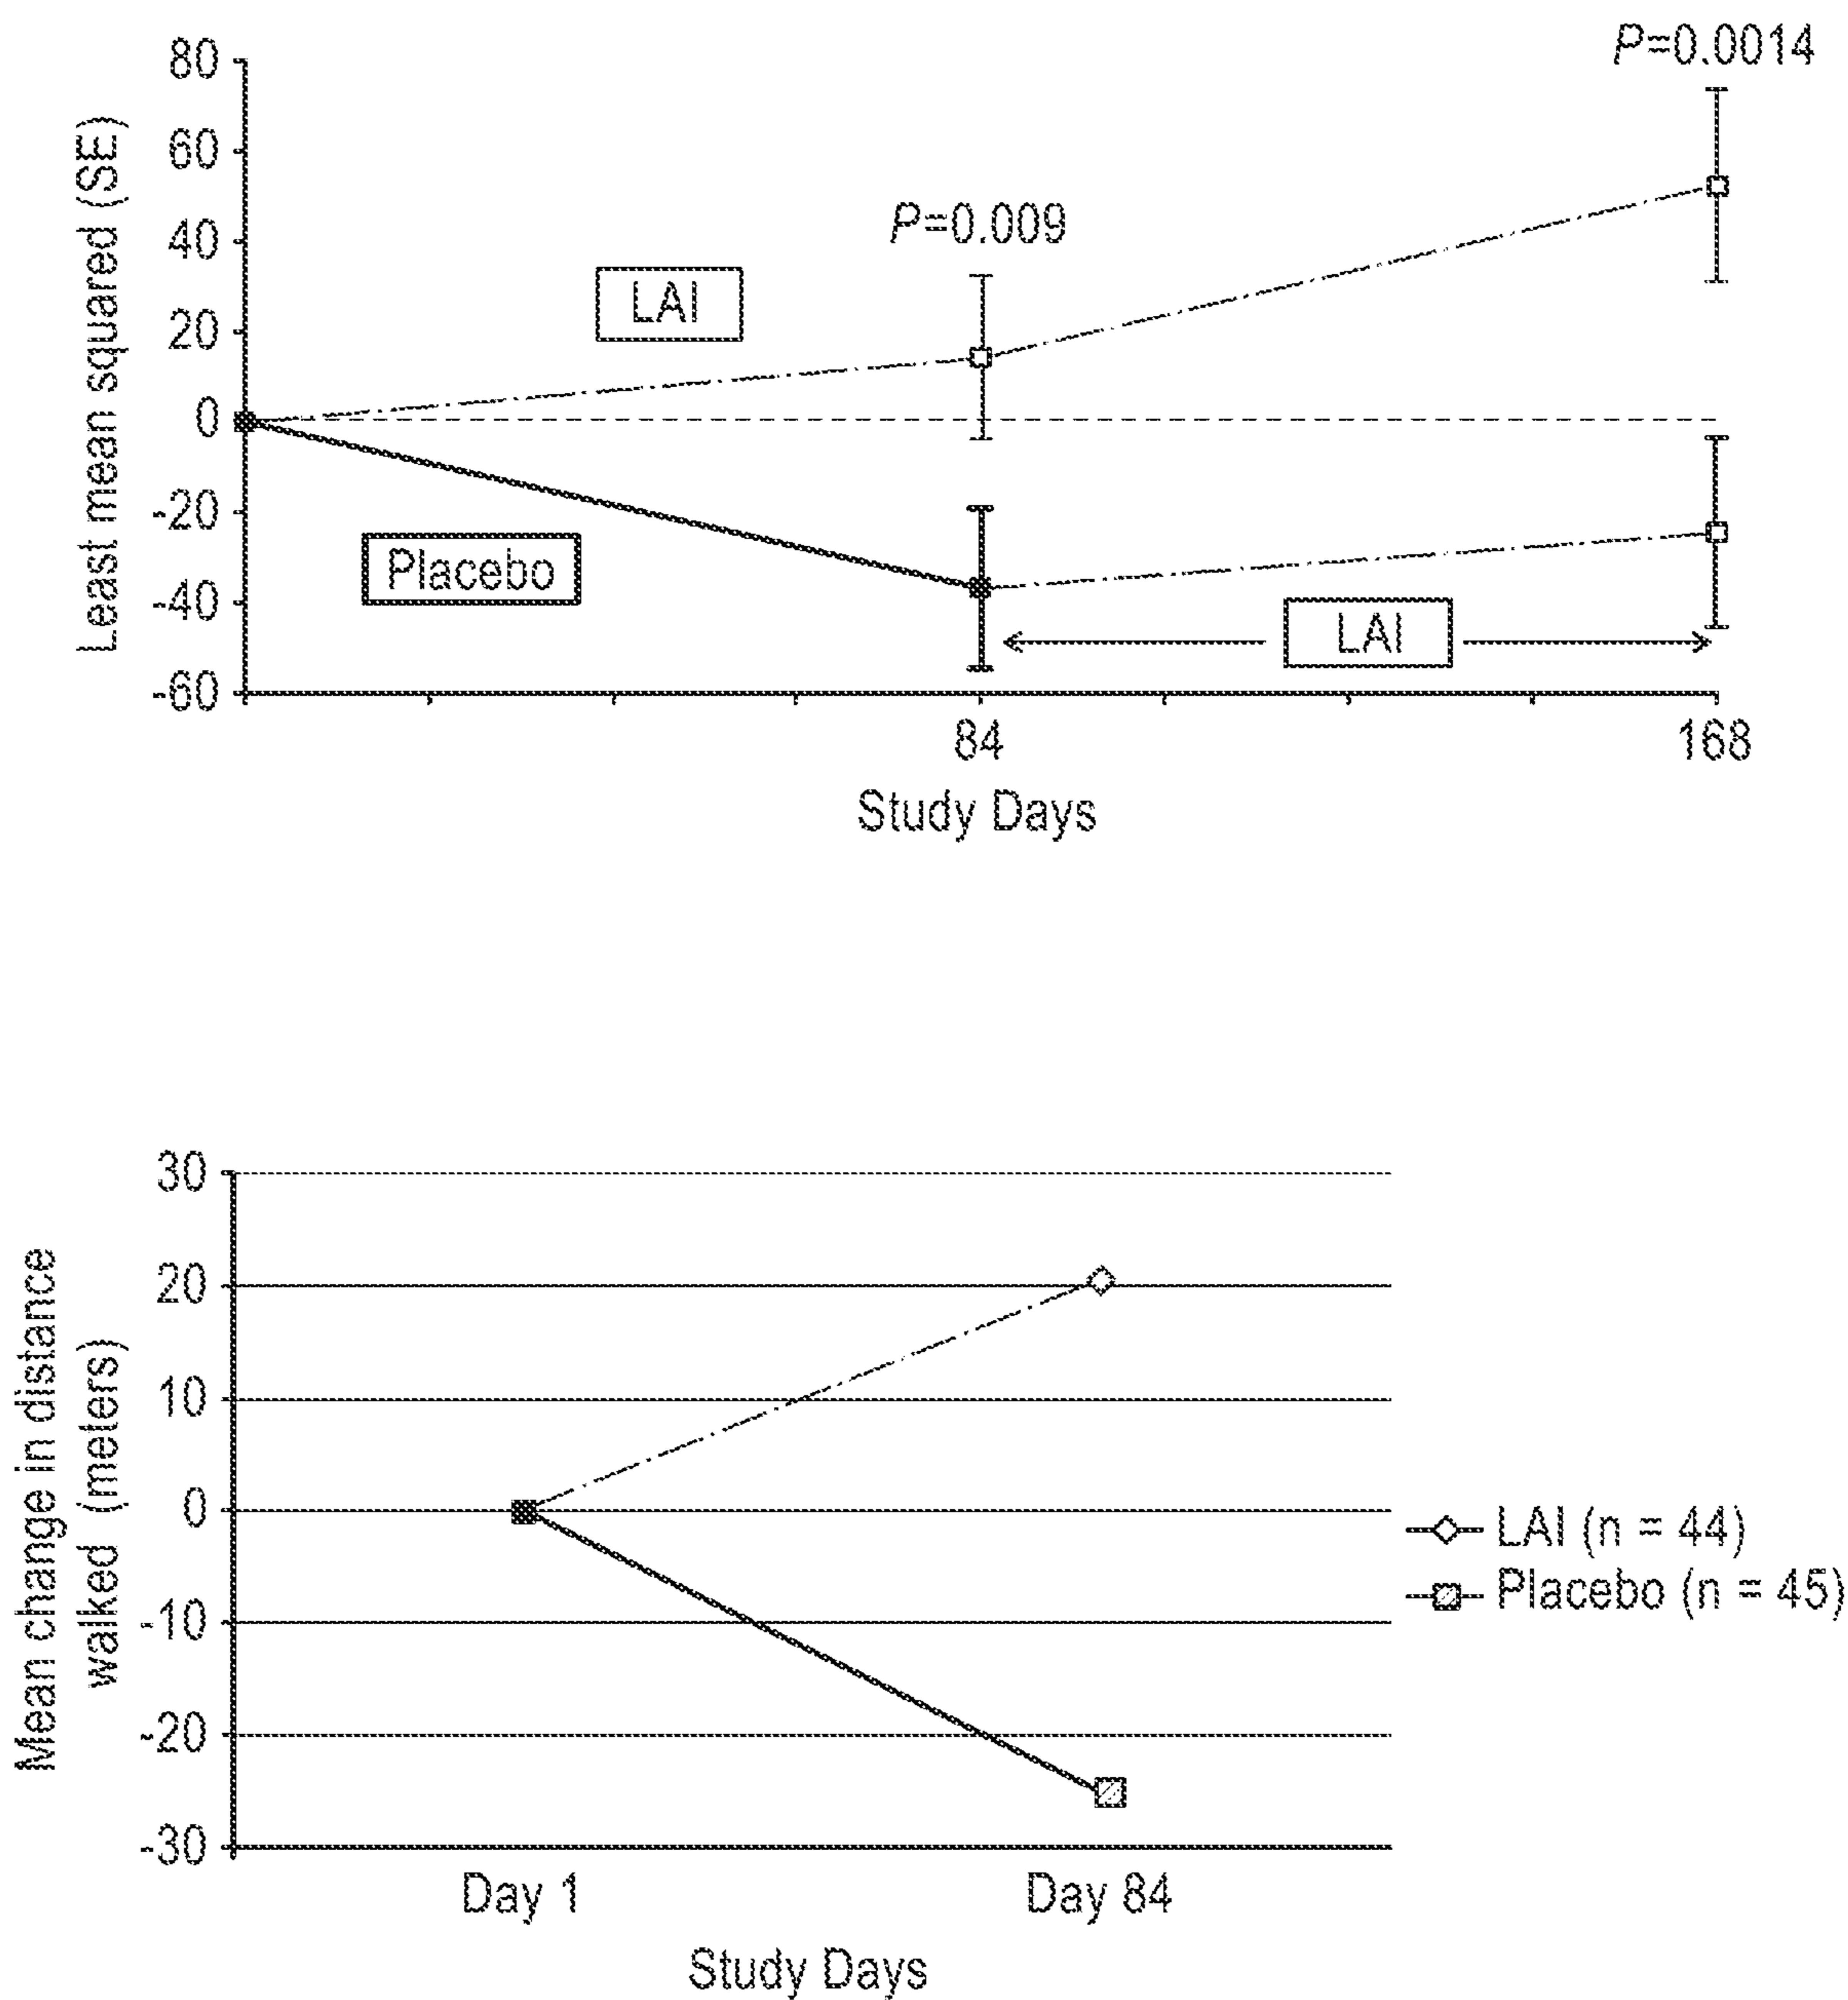 P=0.0014
80
60
40
20
0
-20
-40
-60
Least mean squared (SE)
P=0.009
LAI
Placebo
LAI
84
168
Study Days
30
20
10
0
-10
-20
-30
Mean change in distance
walked (meters)
LAI (n = 44)
Placebo (n = 45)
Day 1
Day 84
Study Days